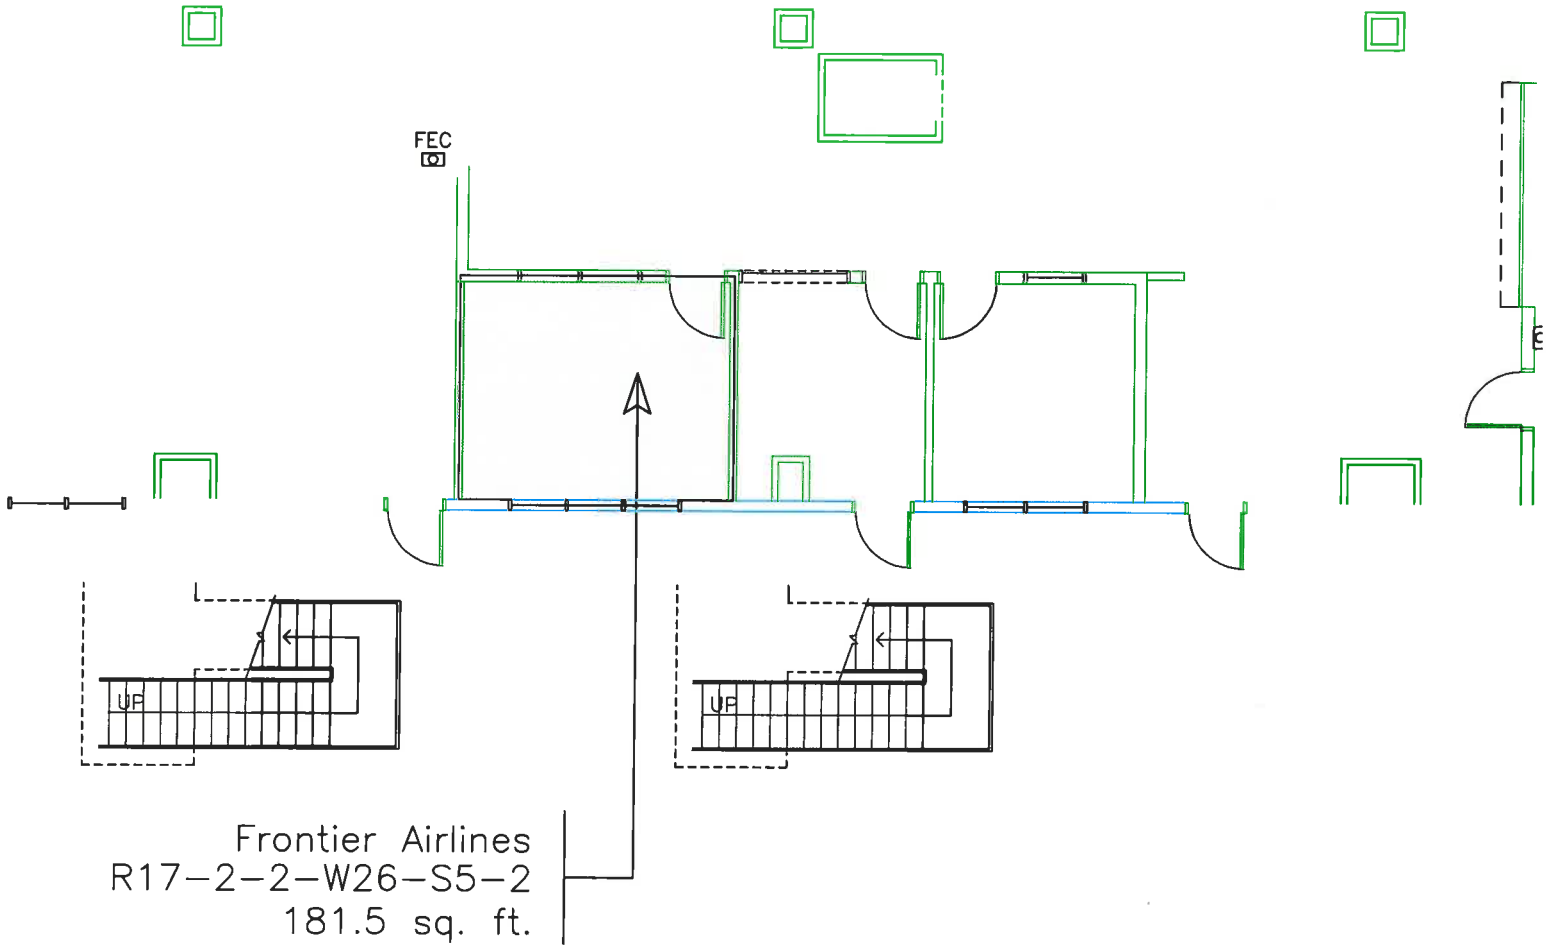 FEC
UP
UP
Frontier Airlines
R17-2-2-W26-S5-2
181.5 sq. ft.